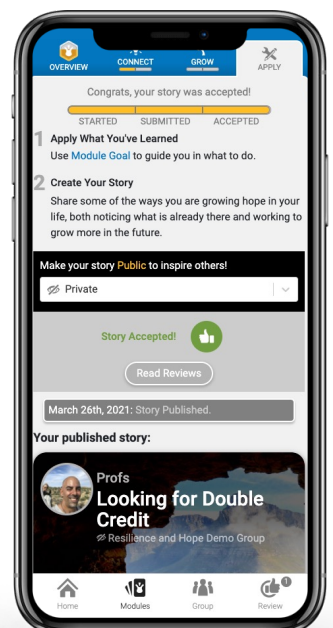 OVERVIEW CONNECT GROW APPLY
Congrats, your story was accepted!
STARTED SUBMITTED ACCEPTED
1 Apply What You've Learned
Use Module Goal to guide you in what to do.
2 Create Your Story
Share some of the ways you are growing hope in your
life, both noticing what is already there and working to
grow more in the future.
Make your story Public to inspire others!
Private
Story Accepted!
Read Reviews
March 26th, 2021: Story Published.
Your published story:
Profs
Looking for Double
Credit
Resilience and Hope Demo Group
1
Home Modules Group Review